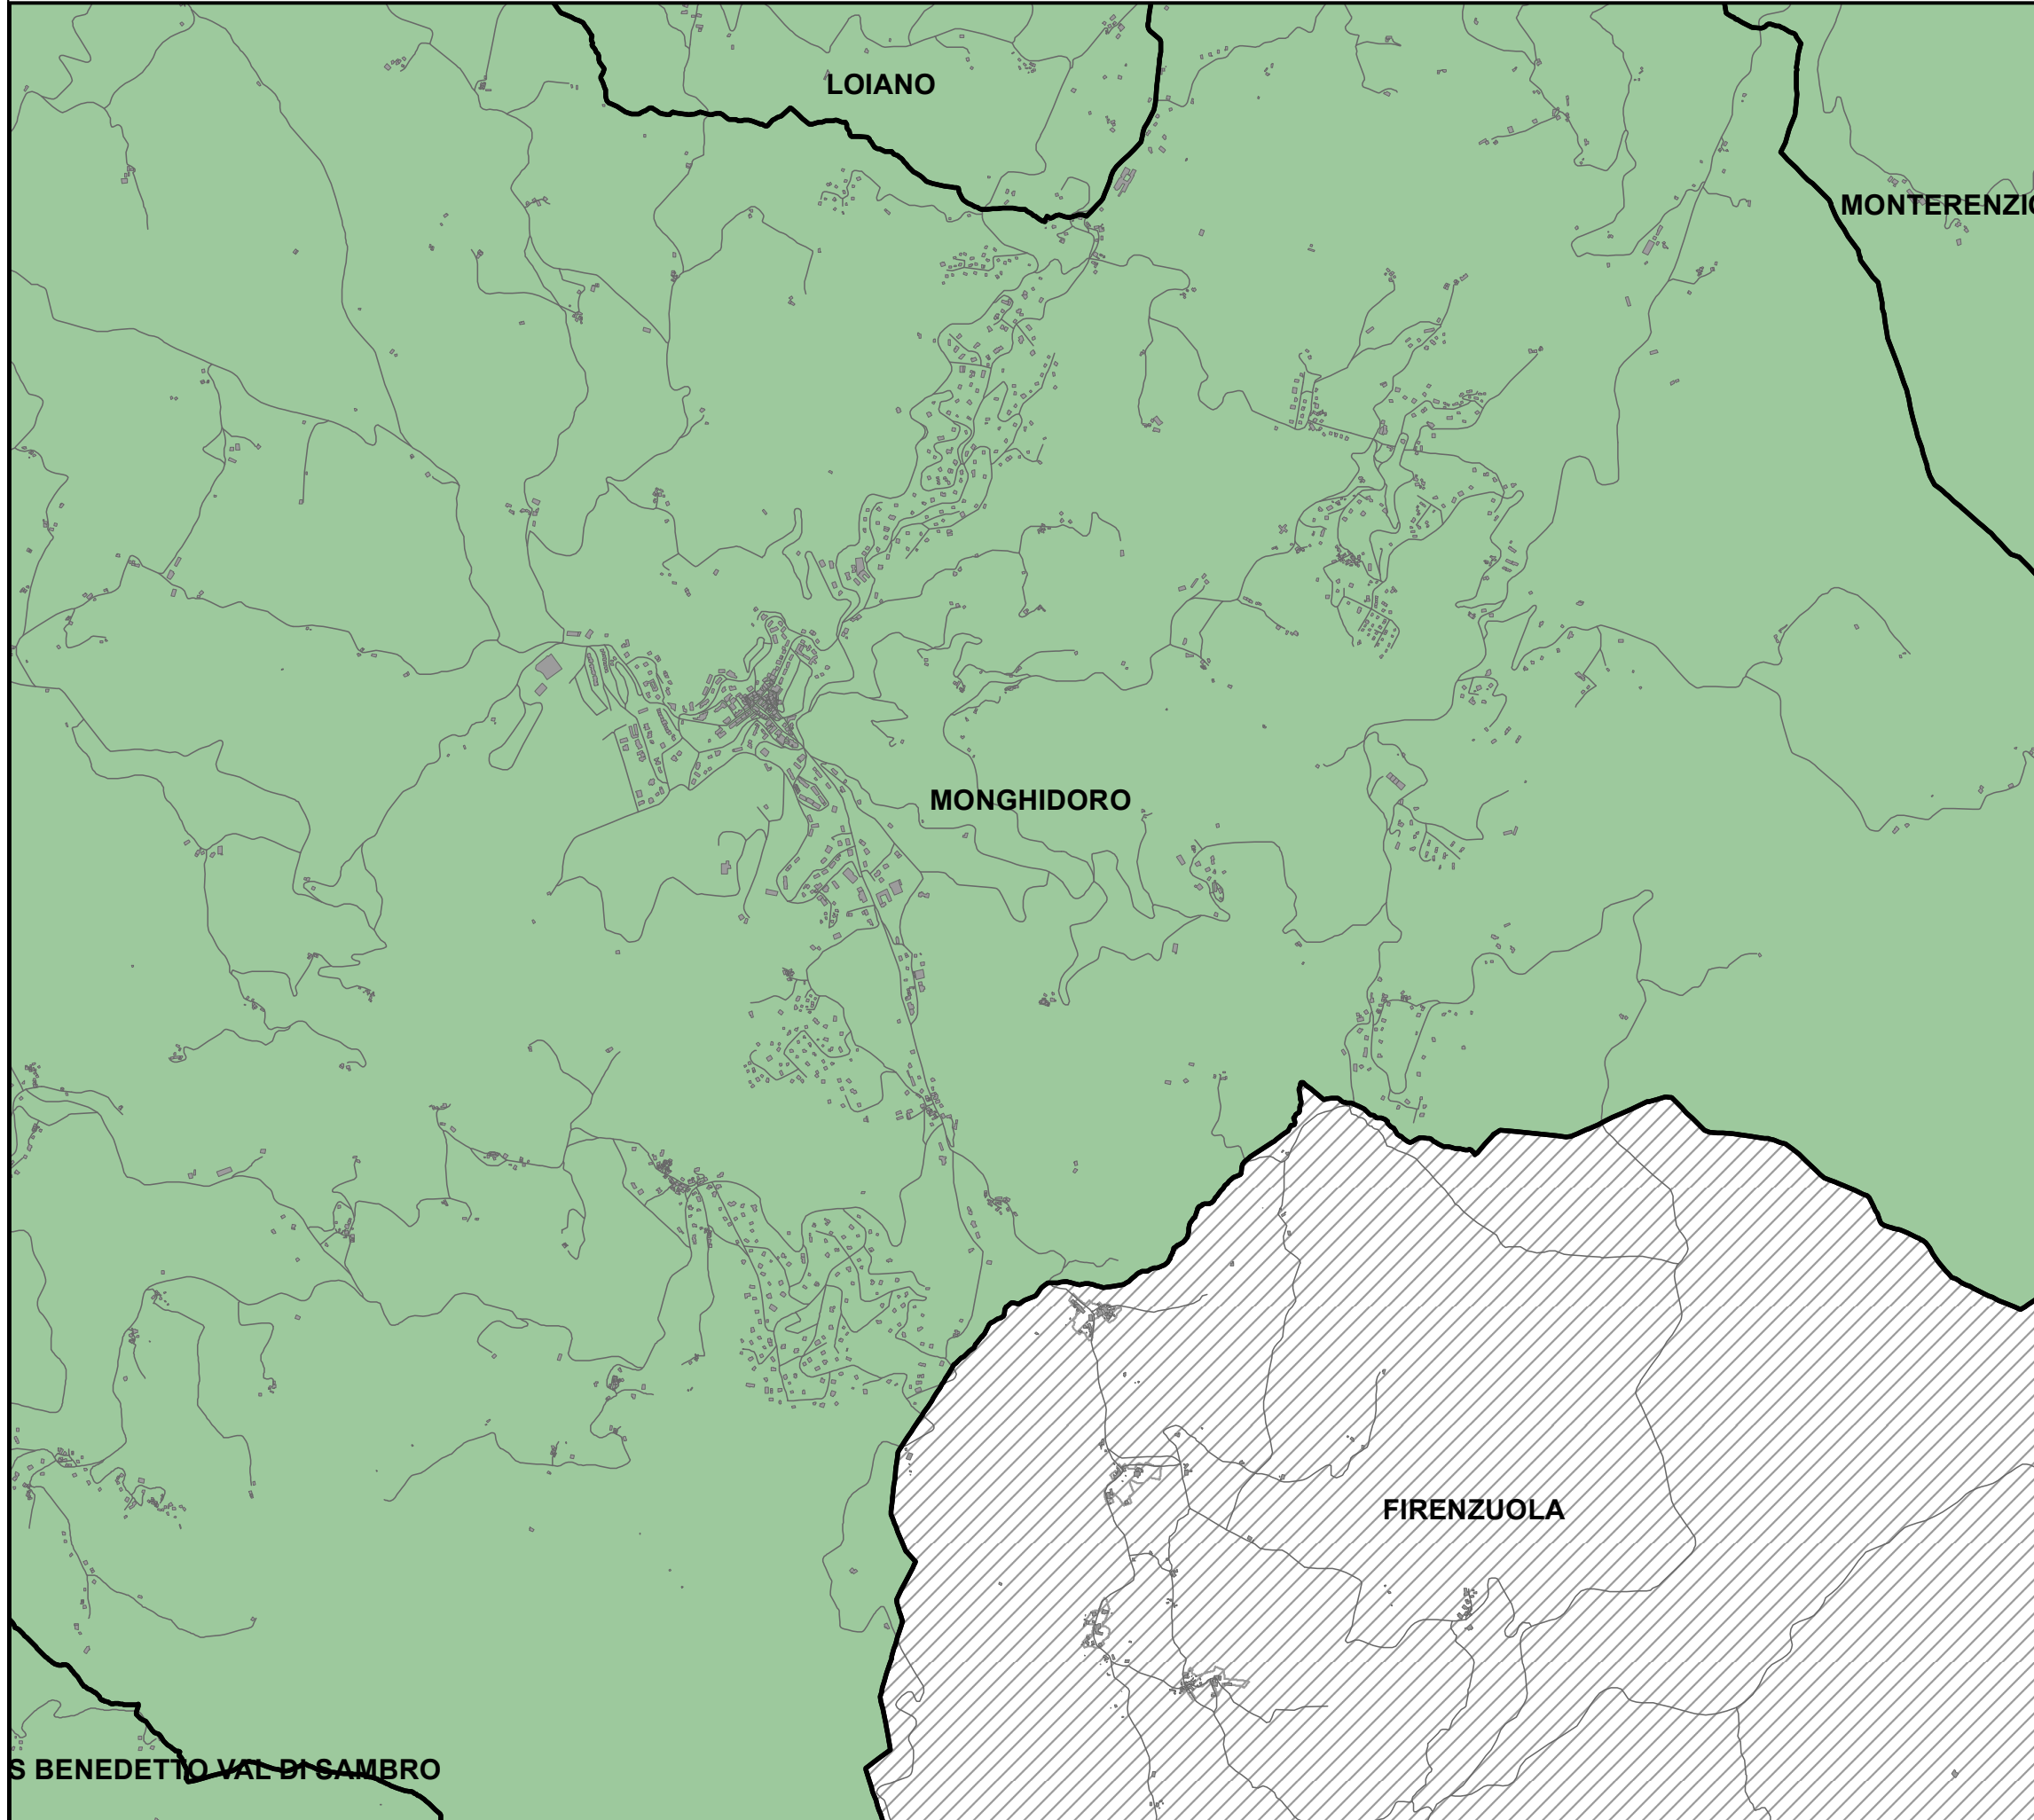 LOIANO
MONTERENZIO
MONGHIDORO
FIRENZUOLA
S BENEDETTO VAL DI SAMBRO